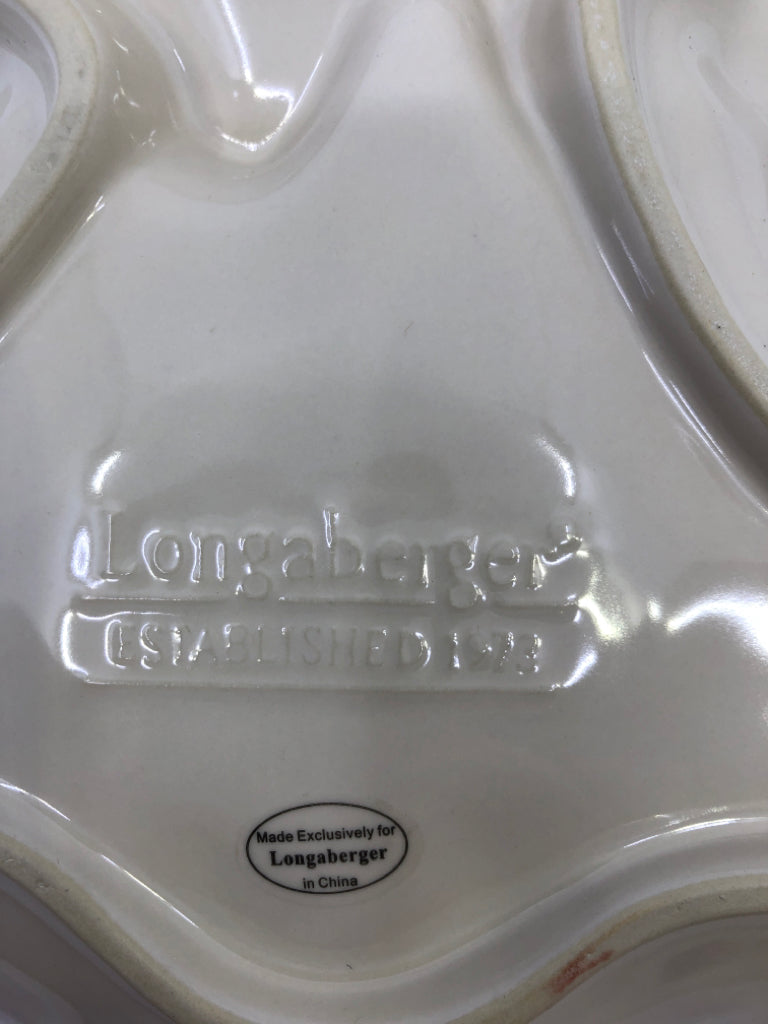 Longaberger®
ESTABLISHED 1973
Made Exclusively for
Longaberger
in China